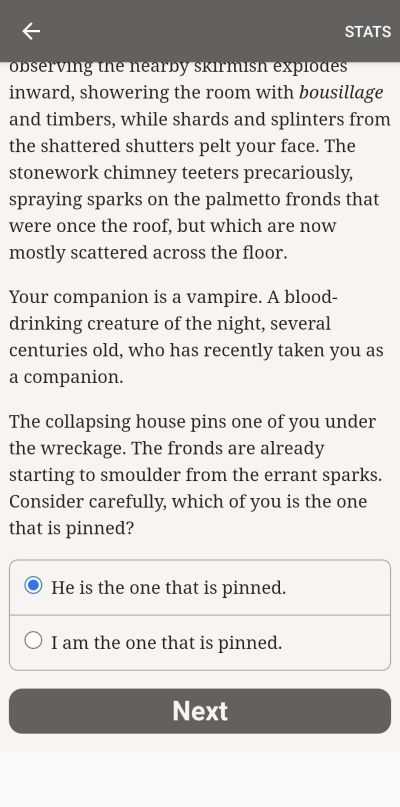 STATS
observing the nearby skirmish explodes
inward, showering the room with bousillage
and timbers, while shards and splinters from
the shattered shutters pelt your face. The
stonework chimney teeters precariously,
spraying sparks on the palmetto fronds that
were once the roof, but which are now
mostly scattered across the floor.
Your companion is a vampire. A blood-
drinking creature of the night, several
centuries old, who has recently taken you as
a companion.
The collapsing house pins one of you under
the wreckage. The fronds are already
starting to smoulder from the errant sparks.
Consider carefully, which of you is the one
that is pinned?
He is the one that is pinned.
I am the one that is pinned.
Next